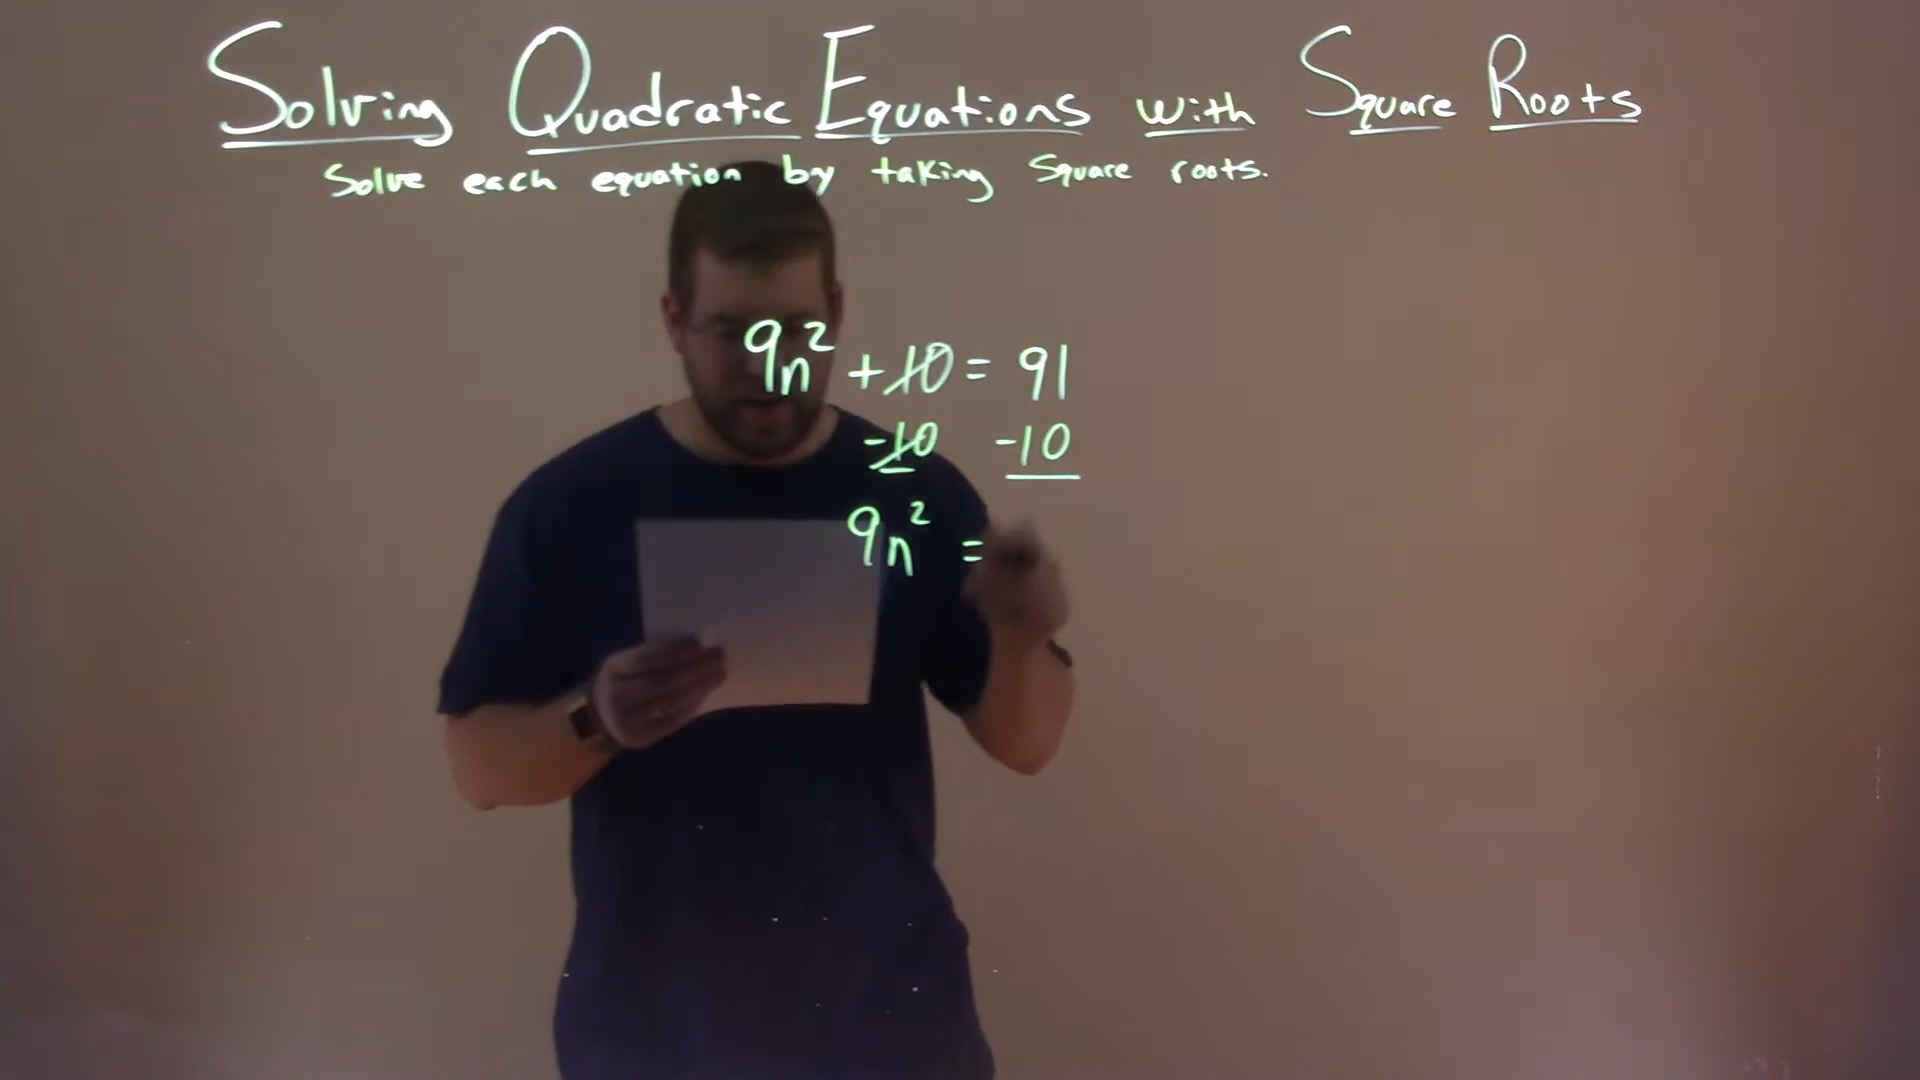 Solving Quadratic Equations with Square Roots
Solve each equation by taking Square roots.
9n² + 10 = 91
-10 -10
9n² =